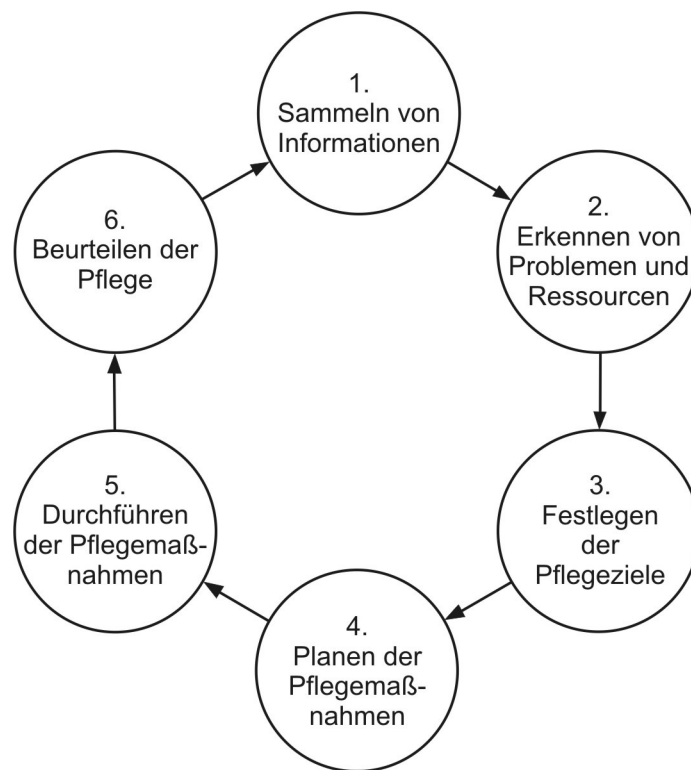 1.
Sammeln von
Informationen
2.
Erkennen von
Problemen und
Ressourcen
3.
Festlegen
der
Pflegeziele
4.
Planen der
Pflegemaß-
nahmen
5.
Durchführen
der Pflegemaß-
nahmen
6.
Beurteilen der
Pflege